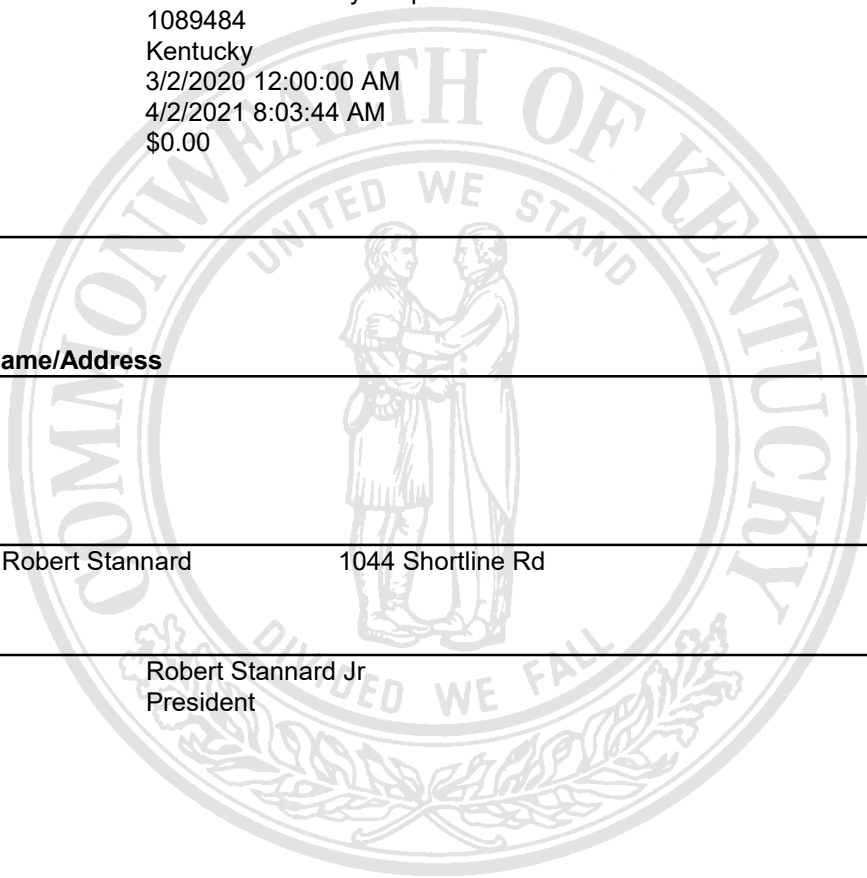 1089484
Kentucky
3/2/2020 12:00:00 AM
4/2/2021 8:03:44 AM
$0.00
COMMONWEALTH OF KENTUCKY
UNITED WE STAND
ame/Address
Robert Stannard 1044 Shortline Rd
DIVIDED WE FALL
Robert Stannard Jr
President